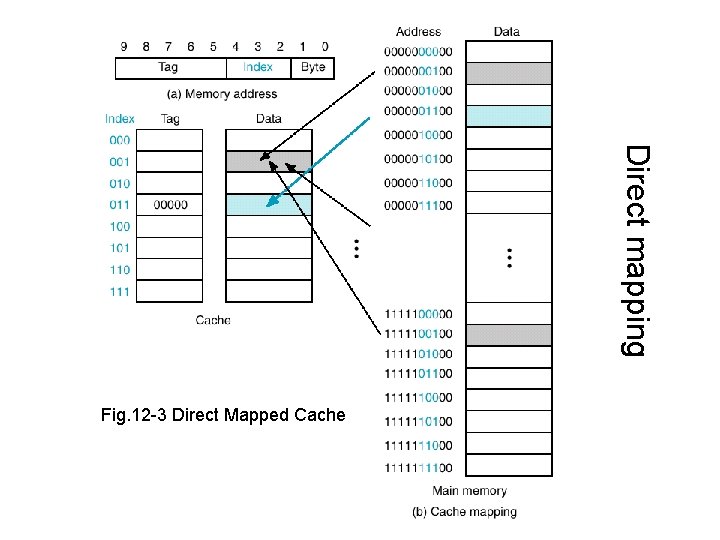 9 8 7 6 5 4 3 2 1 0
Tag Index Byte
(a) Memory address
Index Tag Data
000
001
010
011 00000
100
101
110
111
Cache
Fig.12-3 Direct Mapped Cache
Address Data
0000000000
0000000100
0000001000
0000001100
0000010000
0000010100
0000011000
0000011100
1111100000
1111100100
1111101000
1111101100
1111110000
1111110100
1111111000
1111111100
Main memory
(b) Cache mapping
Direct mapping